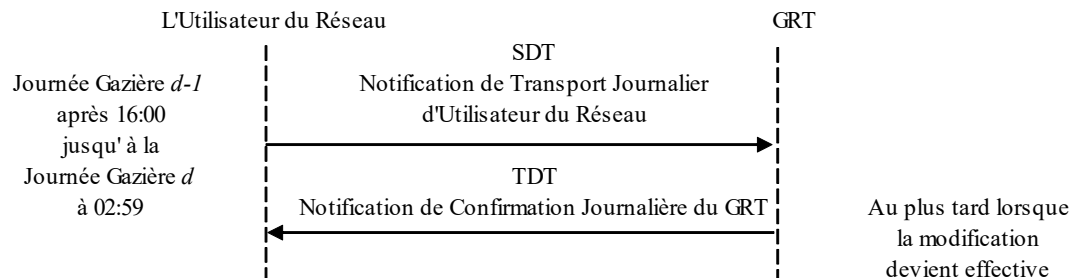 L'Utilisateur du Réseau
GRT
SDT
Journée Gazière d-1
Notification de Transport Journalier
après 16:00
d'Utilisateur du Réseau
jusqu' à la
Journée Gazière d
TDT
à 02:59
Notification de Confirmation Journalière du GRT
Au plus tard lorsque
la modification
devient effective